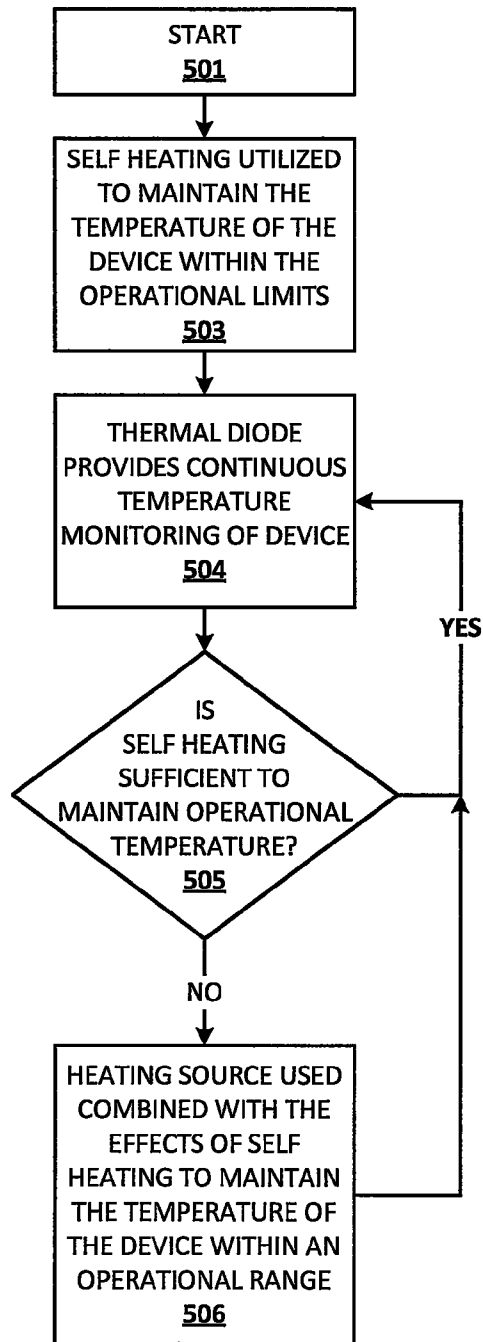 START
501
SELF HEATING UTILIZED
TO MAINTAIN THE
TEMPERATURE OF THE
DEVICE WITHIN THE
OPERATIONAL LIMITS
503
THERMAL DIODE
PROVIDES CONTINUOUS
TEMPERATURE
MONITORING OF DEVICE
504
YES
IS
SELF HEATING
SUFFICIENT TO
MAINTAIN OPERATIONAL
TEMPERATURE?
505
NO
HEATING SOURCE USED
COMBINED WITH THE
EFFECTS OF SELF
HEATING TO MAINTAIN
THE TEMPERATURE OF
THE DEVICE WITHIN AN
OPERATIONAL RANGE
506